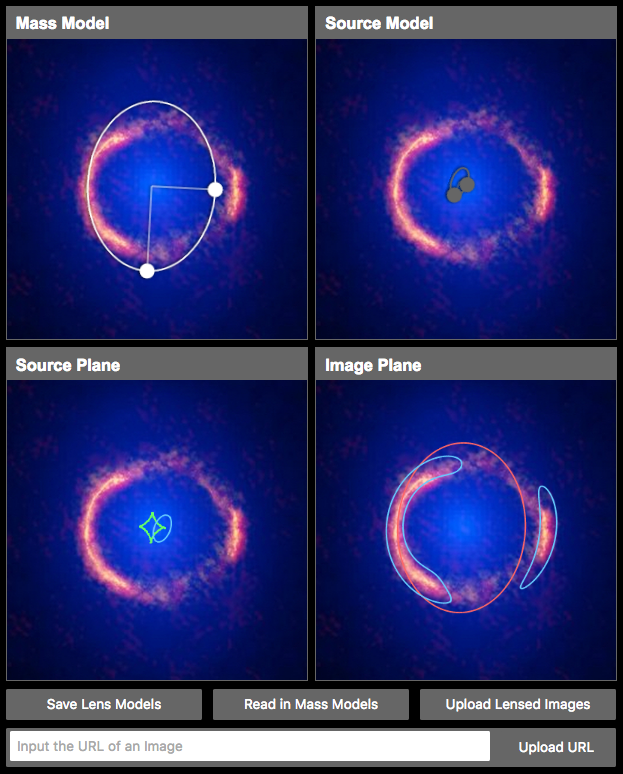 Mass Model
Source Model
Source Plane
Image Plane
Save Lens Models
Read in Mass Models
Upload Lensed Images
Input the URL of an Image
Upload URL